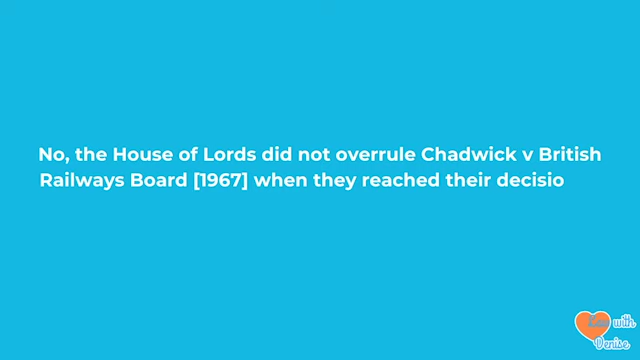 No, the House of Lords did not overrule Chadwick v British
Railways Board [1967] when they reached their decisio
with
Denise